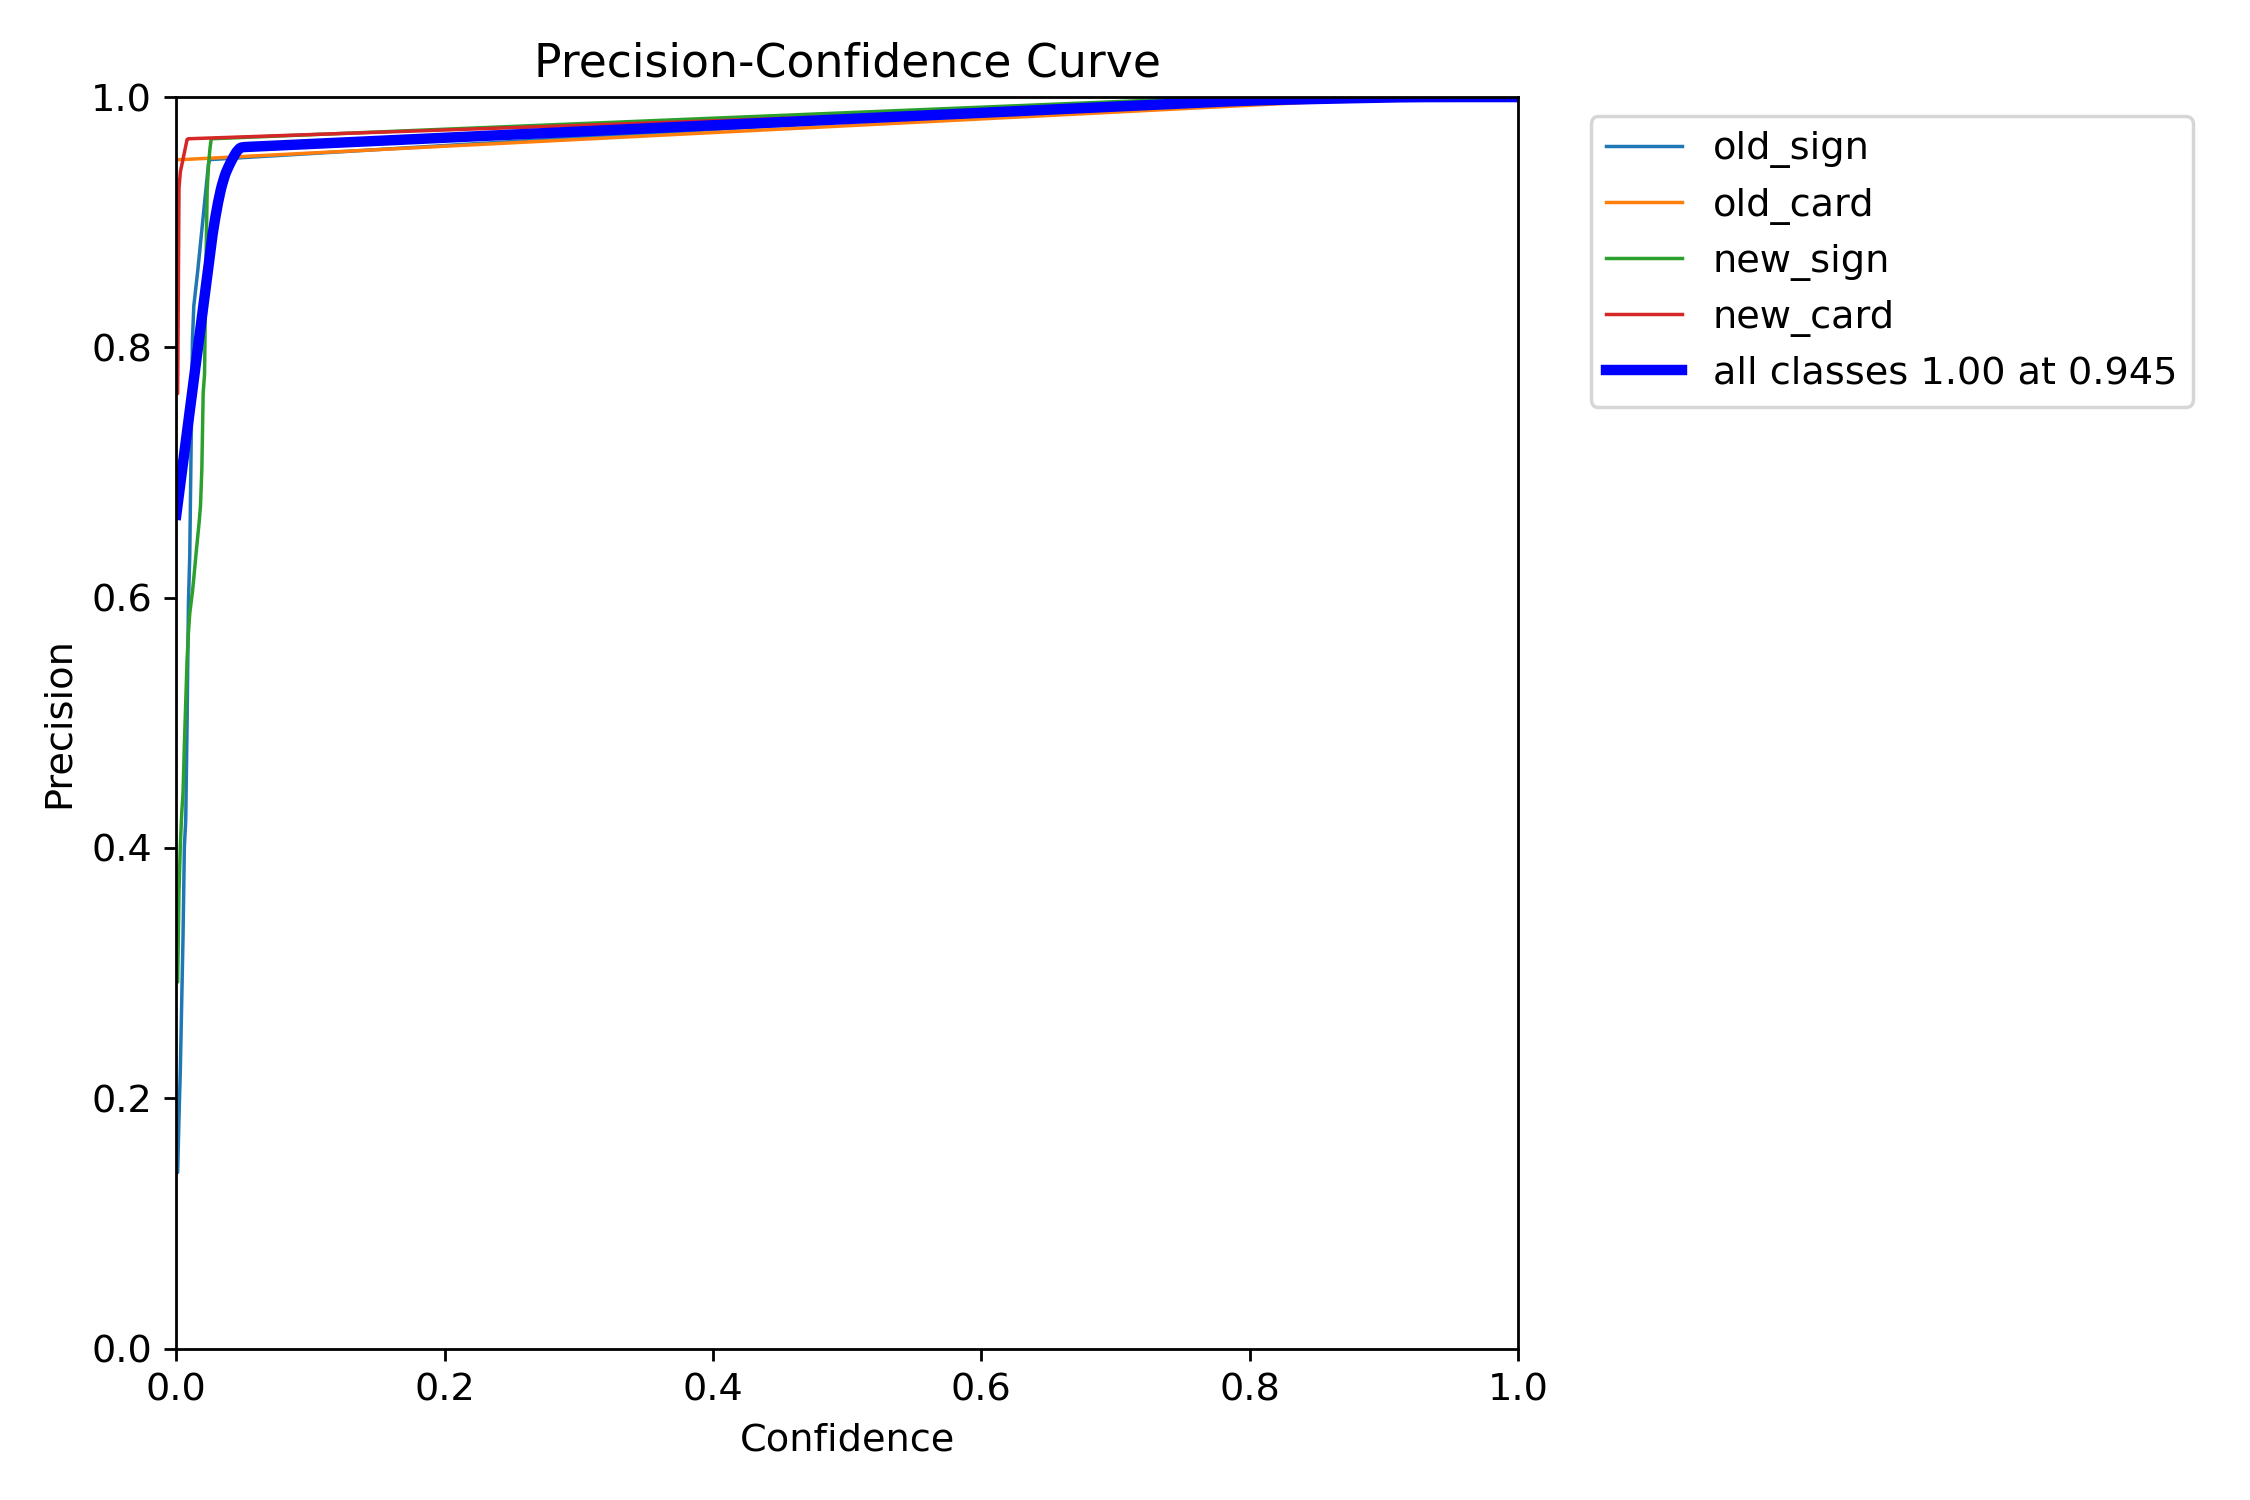 Precision-Confidence Curve
1.0
0.8
0.6
0.4
0.2
0.0
Precision
0.0 0.2 0.4 0.6 0.8 1.0
Confidence
old_sign
old_card
new_sign
new_card
all classes 1.00 at 0.945